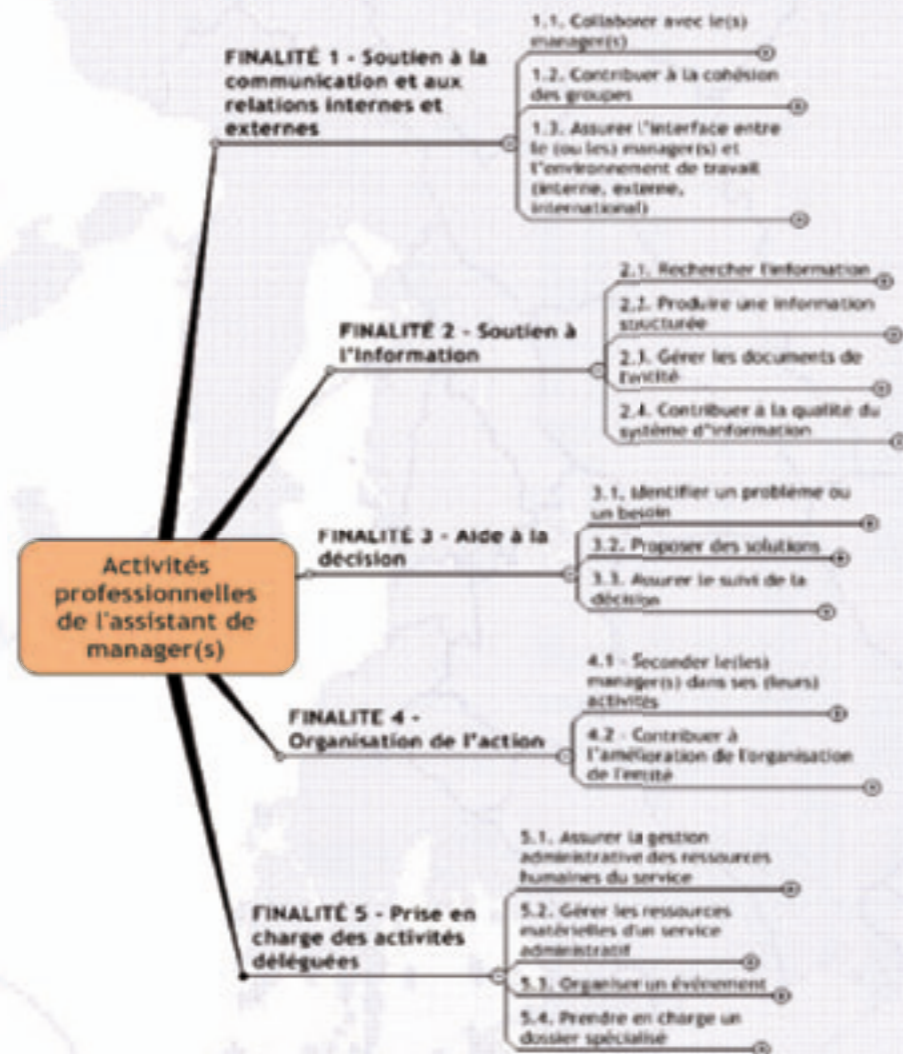 FINALITÉ 1 - Soutien à la
communication et aux
relations internes et
externes
1.1. Collaborer avec le(s)
manager(s)
1.2. Contribuer à la cohésion
des groupes
1.3. Assurer l'interface entre
le (ou les) manager(s) et
l'environnement de travail
(interne, externe,
international)
FINALITÉ 2 - Soutien à
l'information
2.1. Rechercher l'information
2.2. Produire une information
structurée
2.3. Gérer les documents de
l'entité
2.4. Contribuer à la qualité du
système d'information
Activités
professionnelles
de l'assistant de
manager(s)
FINALITÉ 3 - Aide à la
décision
3.1. Identifier un problème ou
un besoin
3.2. Proposer des solutions
3.3. Assurer le suivi de la
décision
FINALITÉ 4 -
Organisation de l'action
4.1 - Seconder le(les)
manager(s) dans ses (leurs)
activités
4.2 - Contribuer à
l'amélioration de l'organisation
de l'entité
FINALITÉ 5 - Prise en
charge des activités
déléguées
5.1. Assurer la gestion
administrative des ressources
humaines du service
5.2. Gérer les ressources
matérielles d'un service
administratif
5.3. Organiser un évènement
5.4. Prendre en charge un
dossier spécialisé